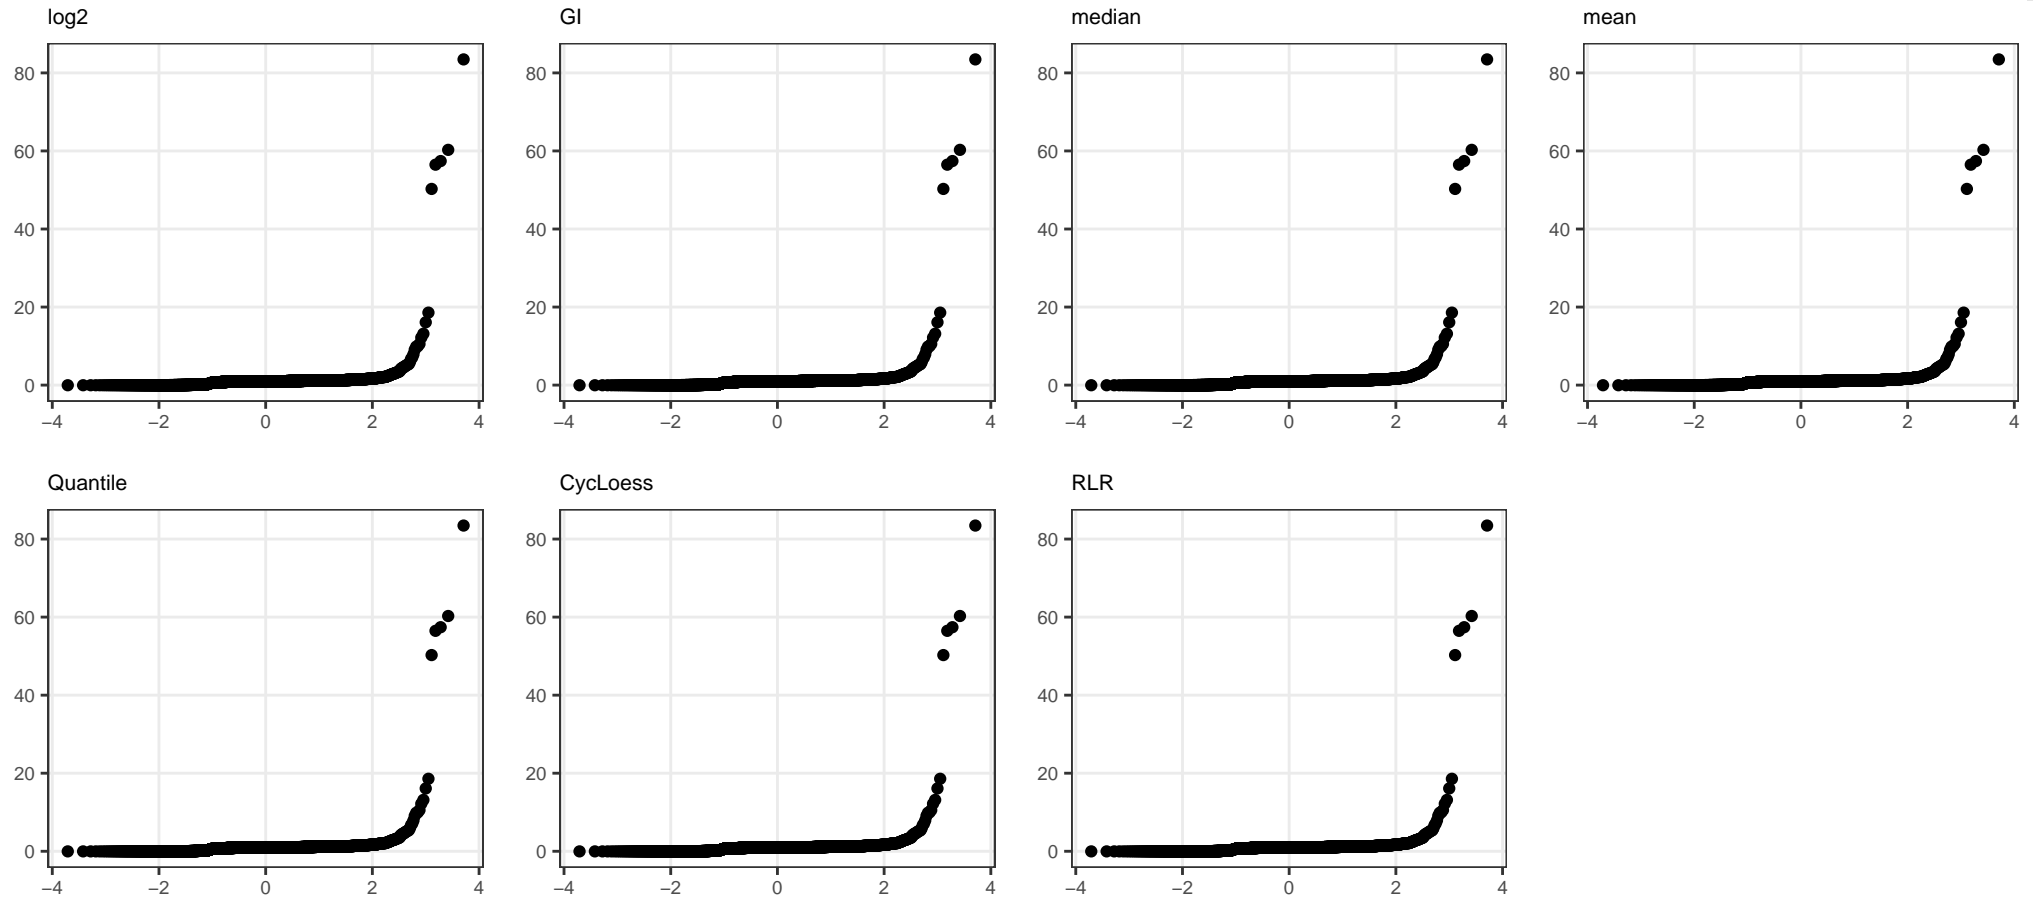 log2 GI median mean
80 80 80 80
60 60 60 60
40 40 40 40
20 20 20 20
0 0 0 0
−4 −2 0 2 4 −4 −2 0 2 4 −4 −2 0 2 4 −4 −2 0 2 4
Quantile CycLoess RLR
80 80 80
60 60 60
40 40 40
20 20 20
0 0 0
−4 −2 0 2 4 −4 −2 0 2 4 −4 −2 0 2 4